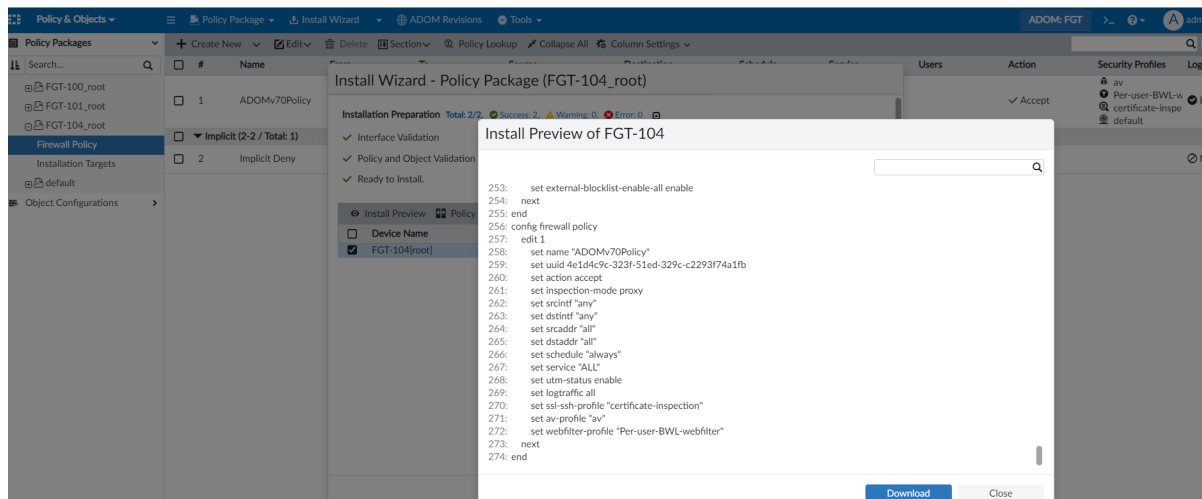 Policy & Objects
Policy Package
Install Wizard
ADOM Revisions
Tools
ADOM: FGT
A
Policy Packages
Create New
Edit
Delete
Section
Policy Lookup
Collapse All
Column Settings
Search...
#
Name
Users
Action
Security Profiles
Log
FGT-100_root
FGT-101_root
FGT-104_root
Firewall Policy
Installation Targets
default
Object Configurations
1
ADOMv70Policy
Accept
av
Per-user-BWL-w
certificate-inspe
default
Implicit (2-2 / Total: 1)
2
Implicit Deny
Install Wizard - Policy Package (FGT-104_root)
Installation Preparation Total: 2/2, Success: 2, Warning: 0, Error: 0
Interface Validation
Policy and Object Validation
Ready to Install.
Install Preview
Policy
Device Name
FGT-104[root]
Install Preview of FGT-104
253: set external-blocklist-enable-all enable
254: next
255: end
256: config firewall policy
257: edit 1
258: set name "ADOMv70Policy"
259: set uuid 4e1d4c9c-323f-51ed-329c-c2293f74a1fb
260: set action accept
261: set inspection-mode proxy
262: set srcintf "any"
263: set dstintf "any"
264: set srcaddr "all"
265: set dstaddr "all"
266: set schedule "always"
267: set service "ALL"
268: set utm-status enable
269: set logtraffic all
270: set ssl-ssh-profile "certificate-inspection"
271: set av-profile "av"
272: set webfilter-profile "Per-user-BWL-webfilter"
273: next
274: end
Download
Close